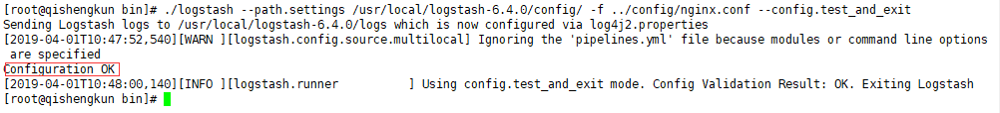 [root@qishengkun bin]# ./logstash --path.settings /usr/local/logstash-6.4.0/config/ -f ../config/nginx.conf --config.test_and_exit
Sending Logstash logs to /usr/local/logstash-6.4.0/logs which is now configured via log4j2.properties
[2019-04-01T10:47:52,540][WARN ][logstash.config.source.multilocal] Ignoring the 'pipelines.yml' file because modules or command line options
 are specified
Configuration OK
[2019-04-01T10:48:00,140][INFO ][logstash.runner          ] Using config.test_and_exit mode. Config Validation Result: OK. Exiting Logstash
[root@qishengkun bin]#